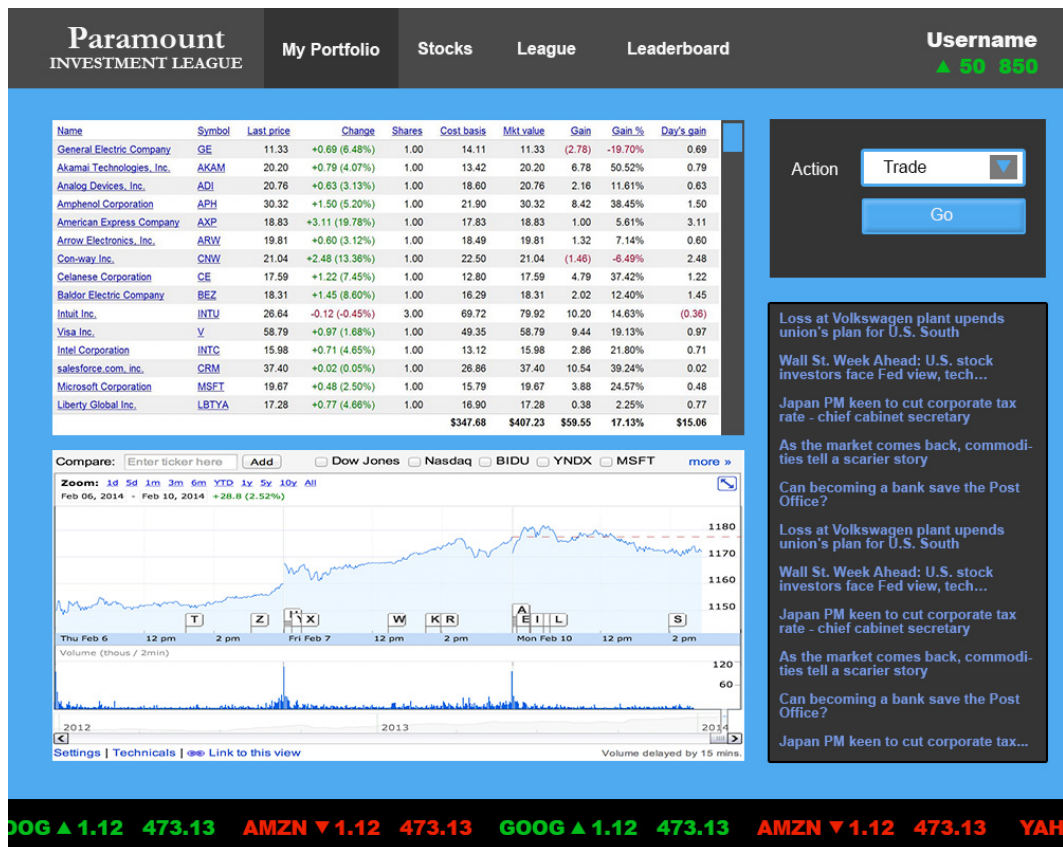 Paramount
INVESTMENT LEAGUE
My Portfolio Stocks League Leaderboard
Username
▲ 50 850
Name Symbol Last price Change Shares Cost basis Mkt value Gain Gain % Day's gain
General Electric Company GE 11.33 +0.69 (6.48%) 1.00 14.11 11.33 (2.78) -19.70% 0.69
Akamai Technologies, Inc. AKAM 20.20 +0.79 (4.07%) 1.00 13.42 20.20 6.78 50.52% 0.79
Analog Devices, Inc. ADI 20.76 +0.63 (3.13%) 1.00 18.60 20.76 2.16 11.61% 0.63
Amphenol Corporation APH 30.32 +1.50 (5.20%) 1.00 21.90 30.32 8.42 38.45% 1.50
American Express Company AXP 18.83 +3.11 (19.78%) 1.00 17.83 18.83 1.00 5.61% 3.11
Arrow Electronics, Inc. ARW 19.81 +0.60 (3.12%) 1.00 18.49 19.81 1.32 7.14% 0.60
Con-way Inc. CNW 21.04 +2.48 (13.36%) 1.00 22.50 21.04 (1.46) -6.49% 2.48
Celanese Corporation CE 17.59 +1.22 (7.45%) 1.00 12.80 17.59 4.79 37.42% 1.22
Baldor Electric Company BEZ 18.31 +1.45 (8.60%) 1.00 16.29 18.31 2.02 12.40% 1.45
Intuit Inc. INTU 26.64 -0.12 (-0.45%) 3.00 69.72 79.92 10.20 14.63% (0.36)
Visa Inc. V 58.79 +0.97 (1.68%) 1.00 49.35 58.79 9.44 19.13% 0.97
Intel Corporation INTC 15.98 +0.71 (4.65%) 1.00 13.12 15.98 2.86 21.80% 0.71
salesforce.com, inc. CRM 37.40 +0.02 (0.05%) 1.00 26.86 37.40 10.54 39.24% 0.02
Microsoft Corporation MSFT 19.67 +0.48 (2.50%) 1.00 15.79 19.67 3.88 24.57% 0.48
Liberty Global Inc. LBTYA 17.28 +0.77 (4.66%) 1.00 16.90 17.28 0.38 2.25% 0.77
$347.68 $407.23 $59.55 17.13% $15.06
Action Trade
Go
Compare: Enter ticker here Add Dow Jones Nasdaq BIDU YNDX MSFT more »
Zoom: 1d 5d 1m 3m 6m YTD 1y 5y 10y All
Feb 06, 2014 - Feb 10, 2014 +28.8 (2.52%)
1180
1170
1160
1150
T Z Y X W K R A E I L S
Thu Feb 6 12 pm 2 pm Fri Feb 7 12 pm 2 pm Mon Feb 10 12 pm 2 pm
Volume (thous / 2min)
120
60
2012 2013 2014
Settings | Technicals | Link to this view Volume delayed by 15 mins.
Loss at Volkswagen plant upends
union's plan for U.S. South
Wall St. Week Ahead: U.S. stock
investors face Fed view, tech...
Japan PM keen to cut corporate tax
rate - chief cabinet secretary
As the market comes back, commodi-
ties tell a scarier story
Can becoming a bank save the Post
Office?
Loss at Volkswagen plant upends
union's plan for U.S. South
Wall St. Week Ahead: U.S. stock
investors face Fed view, tech...
Japan PM keen to cut corporate tax
rate - chief cabinet secretary
As the market comes back, commodi-
ties tell a scarier story
Can becoming a bank save the Post
Office?
Japan PM keen to cut corporate tax...
OOG ▲ 1.12 473.13 AMZN ▼ 1.12 473.13 GOOG ▲ 1.12 473.13 AMZN ▼ 1.12 473.13 YAH